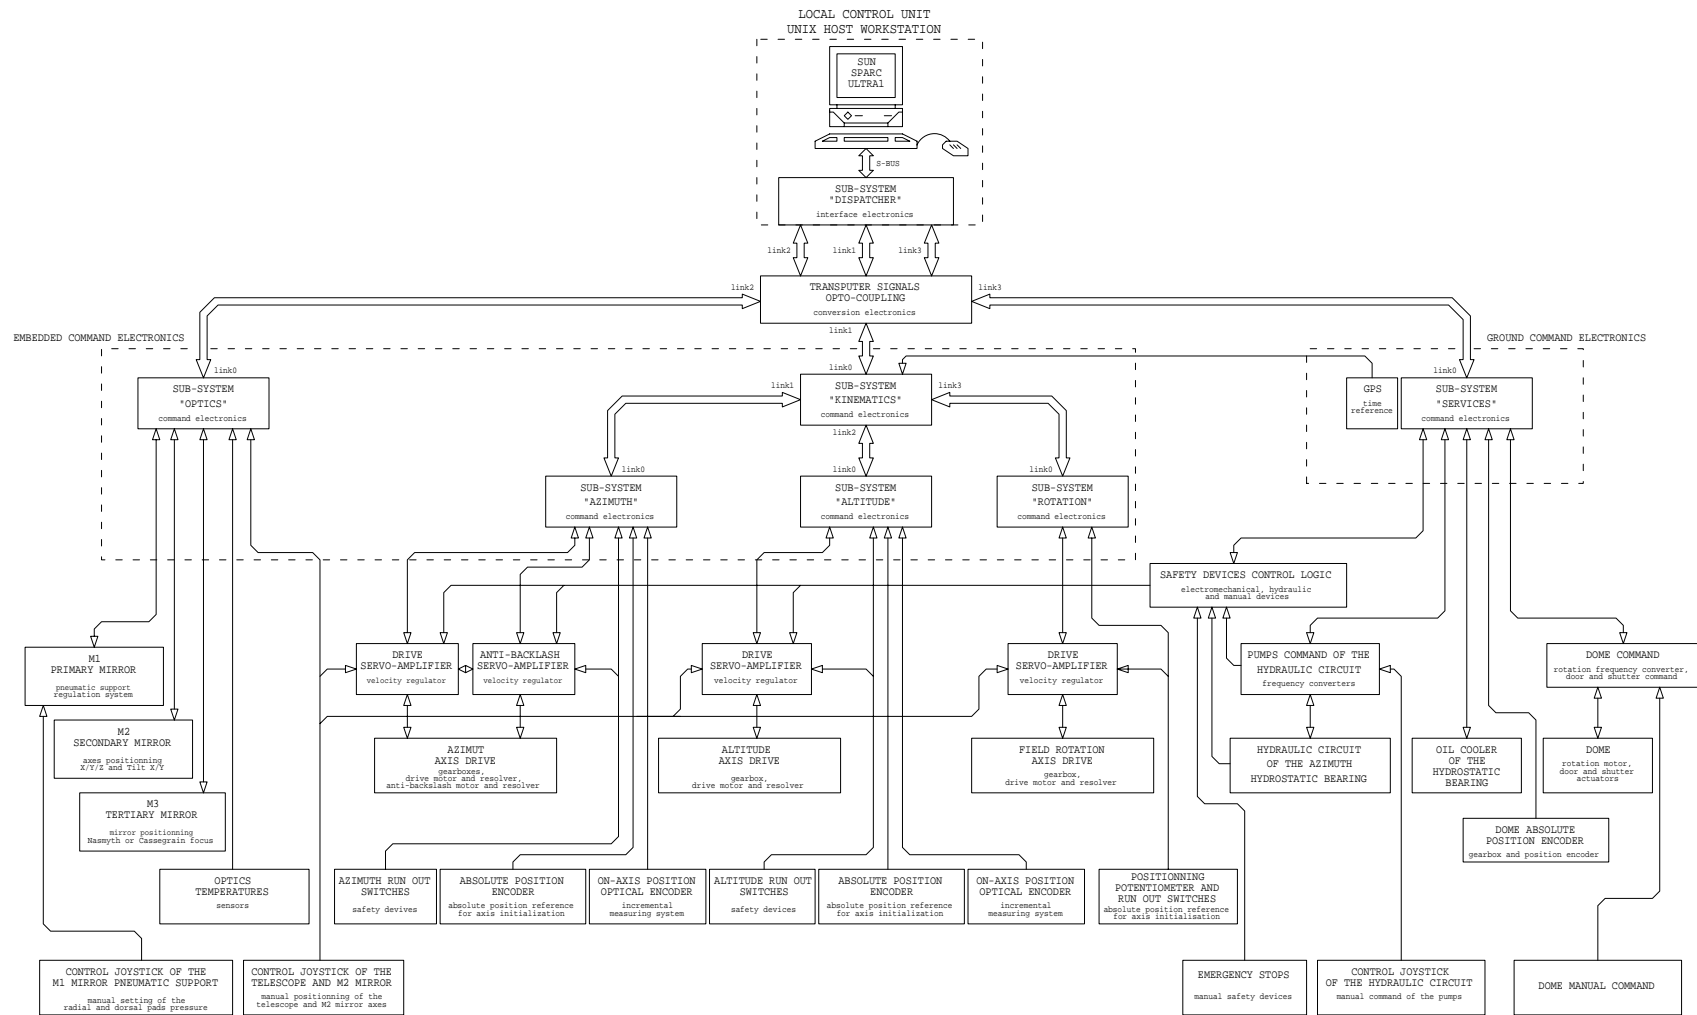 LOCAL CONTROL UNIT
UNIX HOST WORKSTATION
SUN
SPARC
ULTRA1
S-BUS
SUB-SYSTEM
"DISPATCHER"
interface electronics
link2
link1
link3
TRANSPUTER SIGNALS
OPTO-COUPLING
conversion electronics
link2
link3
link1
EMBEDDED COMMAND ELECTRONICS
GROUND COMMAND ELECTRONICS
link0
SUB-SYSTEM
"OPTICS"
command electronics
link0
SUB-SYSTEM
"KINEMATICS"
command electronics
link1
link3
link2
GPS
time
reference
link0
SUB-SYSTEM
"SERVICES"
command electronics
link0
SUB-SYSTEM
"AZIMUTH"
command electronics
link0
SUB-SYSTEM
"ALTITUDE"
command electronics
link0
SUB-SYSTEM
"ROTATION"
command electronics
SAFETY DEVICES CONTROL LOGIC
electromechanical, hydraulic
and manual devices
M1
PRIMARY MIRROR
pneumatic support
regulation system
DRIVE
SERVO-AMPLIFIER
velocity regulator
ANTI-BACKLASH
SERVO-AMPLIFIER
velocity regulator
DRIVE
SERVO-AMPLIFIER
velocity regulator
DRIVE
SERVO-AMPLIFIER
velocity regulator
PUMPS COMMAND OF THE
HYDRAULIC CIRCUIT
frequency converters
DOME COMMAND
rotation frequency converter,
door and shutter command
M2
SECONDARY MIRROR
axes positionning
X/Y/Z and Tilt X/Y
AZIMUT
AXIS DRIVE
gearboxes,
drive motor and resolver,
anti-backslash motor and resolver
ALTITUDE
AXIS DRIVE
gearbox,
drive motor and resolver
FIELD ROTATION
AXIS DRIVE
gearbox,
drive motor and resolver
HYDRAULIC CIRCUIT
OF THE AZIMUTH
HYDROSTATIC BEARING
OIL COOLER
OF THE
HYDROSTATIC
BEARING
DOME
rotation motor,
door and shutter
actuators
M3
TERTIARY MIRROR
mirror positionning
Nasmyth or Cassegrain focus
DOME ABSOLUTE
POSITION ENCODER
gearbox and position encoder
OPTICS
TEMPERATURES
sensors
AZIMUTH RUN OUT
SWITCHES
safety devives
ABSOLUTE POSITION
ENCODER
absolute position reference
for axis initialization
ON-AXIS POSITION
OPTICAL ENCODER
incremental
measuring system
ALTITUDE RUN OUT
SWITCHES
safety devices
ABSOLUTE POSITION
ENCODER
absolute position reference
for axis initialization
ON-AXIS POSITION
OPTICAL ENCODER
incremental
measuring system
POSITIONNING
POTENTIOMETER AND
RUN OUT SWITCHES
absolute position reference
for axis initialisation
CONTROL JOYSTICK OF THE
M1 MIRROR PNEUMATIC SUPPORT
manual setting of the
radial and dorsal pads pressure
CONTROL JOYSTICK OF THE
TELESCOPE AND M2 MIRROR
manual positionning of the
telescope and M2 mirror axes
EMERGENCY STOPS
manual safety devices
CONTROL JOYSTICK
OF THE HYDRAULIC CIRCUIT
manual command of the pumps
DOME MANUAL COMMAND